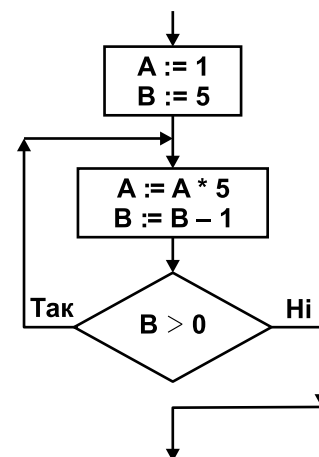 A := 1
B := 5
A := A * 5
B := B – 1
Так
B > 0
Ні